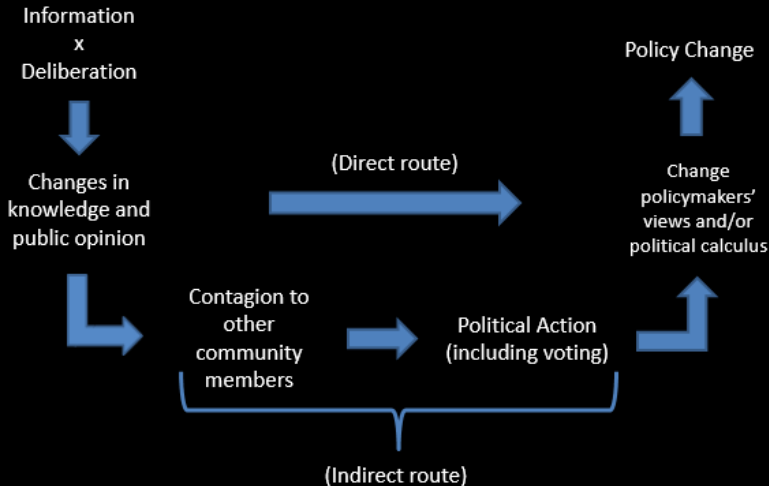 Information
x
Deliberation
Policy Change
(Direct route)
Changes in
knowledge and
public opinion
Change
policymakers'
views and/or
political calculus
Contagion to
other
community
members
Political Action
(including voting)
(Indirect route)